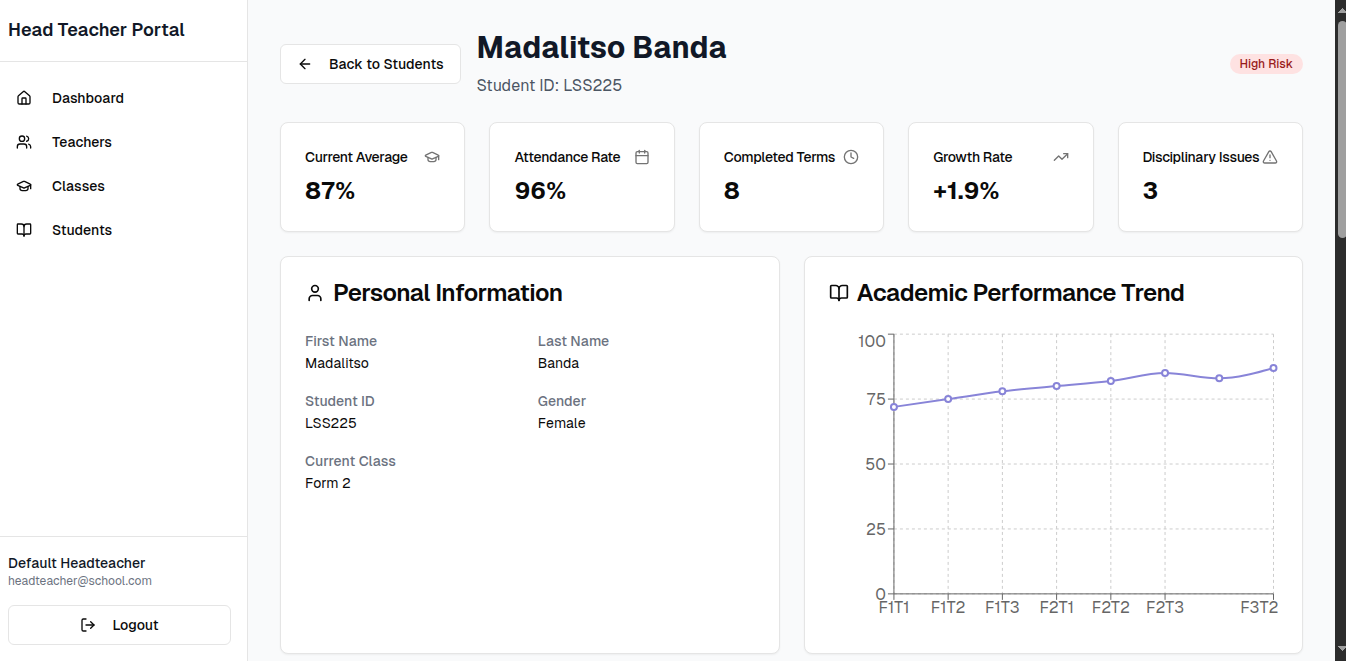 Head Teacher Portal
Dashboard
Teachers
Classes
Students
Default Headteacher
headteacher@school.com
Logout
Back to Students
Madalitso Banda
Student ID: LSS225
High Risk
Current Average
87%
Attendance Rate
96%
Completed Terms
8
Growth Rate
+1.9%
Disciplinary Issues
3
Personal Information
First Name
Madalitso
Last Name
Banda
Student ID
LSS225
Gender
Female
Current Class
Form 2
Academic Performance Trend
100
75
50
25
0
F1T1 F1T2 F1T3 F2T1 F2T2 F2T3 F3T2